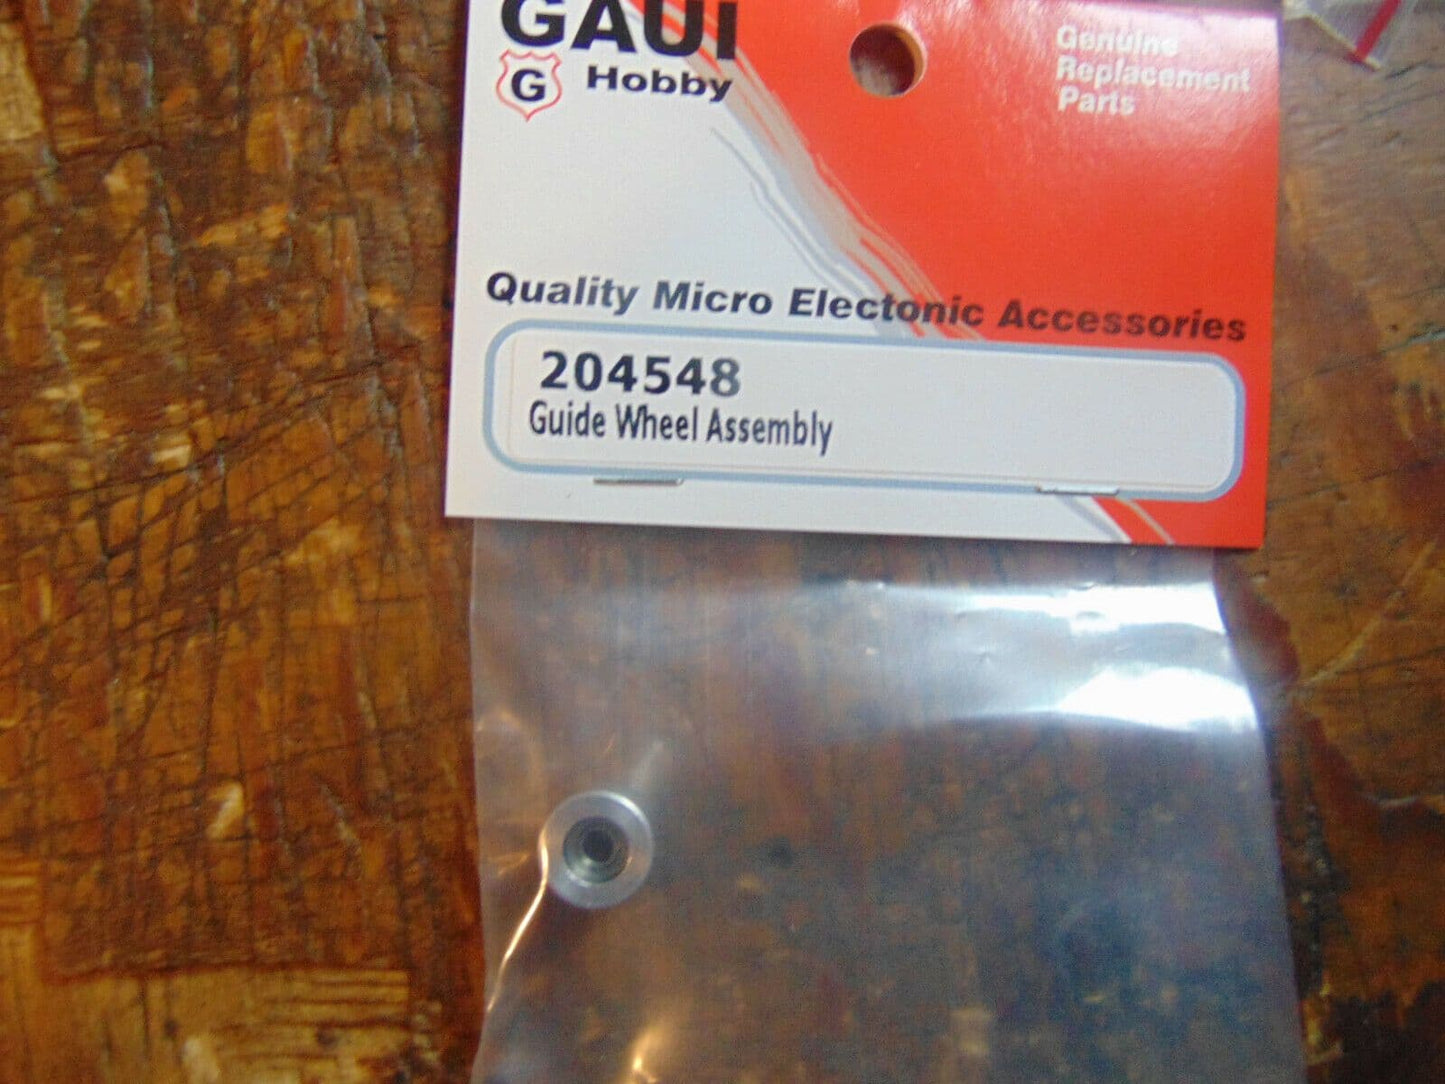 GAUI
G Hobby
Genuine
Replacement
Parts
Quality Micro Electonic Accessories
204548
Guide Wheel Assembly